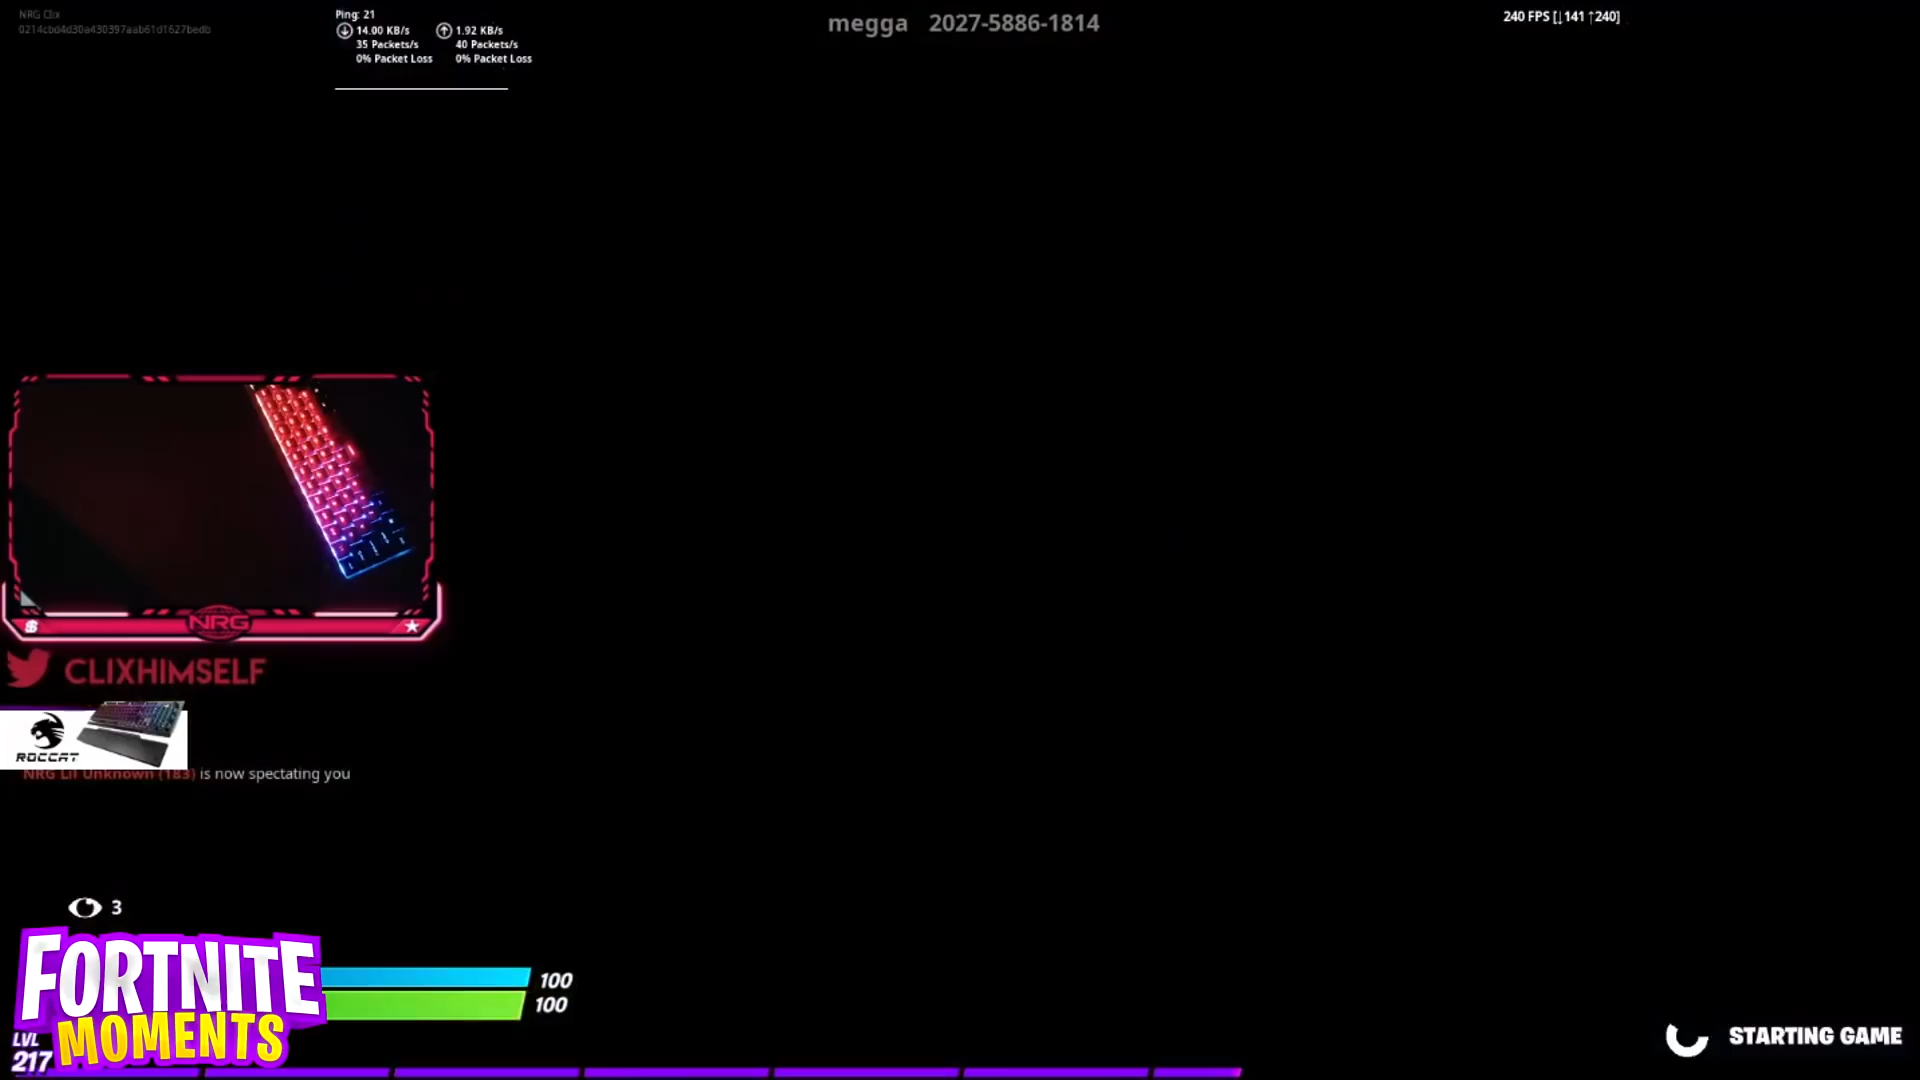 NRG Clix
0214cbd4d30a430397aab61d1627bedb
Ping: 21
14.00 KB/s 1.92 KB/s
35 Packets/s 40 Packets/s
0% Packet Loss 0% Packet Loss
megga 2027-5886-1814
240 FPS [↓141 ↑240]
NRG
CLIXHIMSELF
ROCCAT
NRG Lil Unknown (183) is now spectating you
3
FORTNITE
MOMENTS
100
100
LVL
217
STARTING GAME